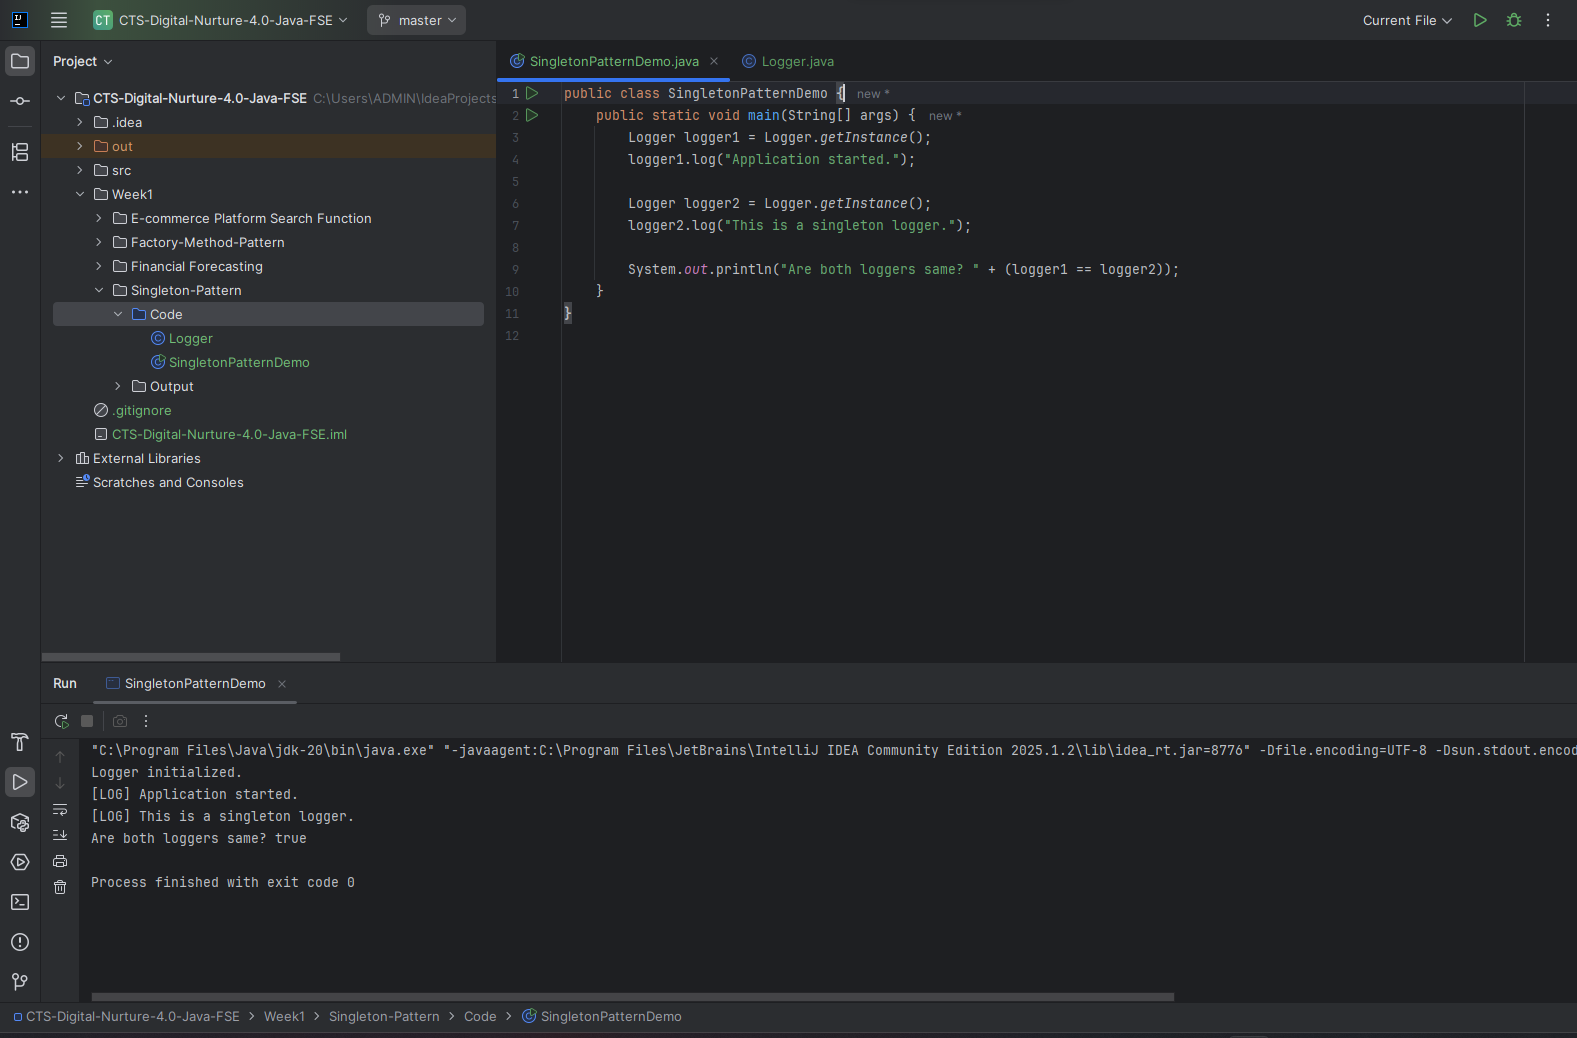 CT CTS-Digital-Nurture-4.0-Java-FSE master Current File
Project
CTS-Digital-Nurture-4.0-Java-FSE C:\Users\ADMIN\IdeaProjects
.idea
out
src
Week1
E-commerce Platform Search Function
Factory-Method-Pattern
Financial Forecasting
Singleton-Pattern
Code
Logger
SingletonPatternDemo
Output
.gitignore
CTS-Digital-Nurture-4.0-Java-FSE.iml
External Libraries
Scratches and Consoles
SingletonPatternDemo.java Logger.java
1 public class SingletonPatternDemo { new *
2 public static void main(String[] args) { new *
3 Logger logger1 = Logger.getInstance();
4 logger1.log("Application started.");
5
6 Logger logger2 = Logger.getInstance();
7 logger2.log("This is a singleton logger.");
8
9 System.out.println("Are both loggers same? " + (logger1 == logger2));
10 }
11 }
12
Run SingletonPatternDemo
"C:\Program Files\Java\jdk-20\bin\java.exe" "-javaagent:C:\Program Files\JetBrains\IntelliJ IDEA Community Edition 2025.1.2\lib\idea_rt.jar=8776" -Dfile.encoding=UTF-8 -Dsun.stdout.encod
Logger initialized.
[LOG] Application started.
[LOG] This is a singleton logger.
Are both loggers same? true
Process finished with exit code 0
CTS-Digital-Nurture-4.0-Java-FSE > Week1 > Singleton-Pattern > Code > SingletonPatternDemo